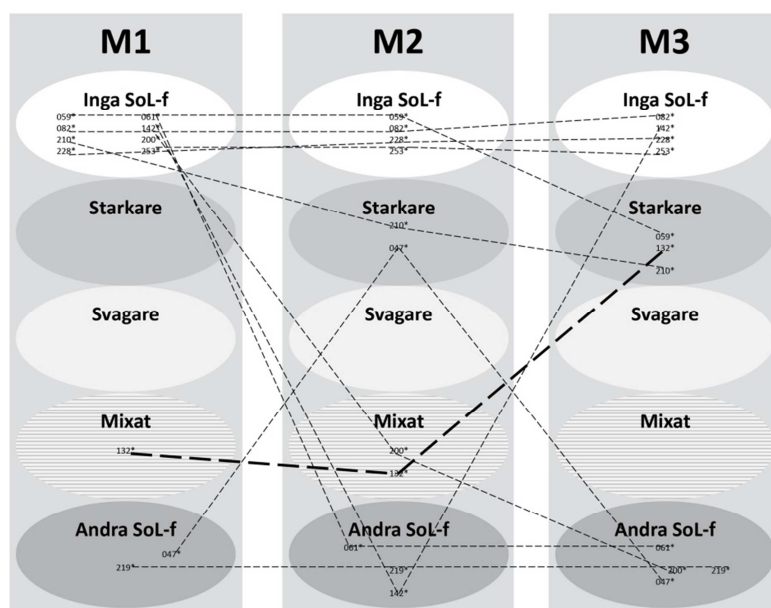 M1 M2 M3
Inga SoL-f Inga SoL-f Inga SoL-f
059* 061* 059* 082*
082* 142* 082* 142*
210* 200* 228* 228*
228* 253* 253* 253*
Starkare Starkare Starkare
210* 059*
047* 132*
210*
Svagare Svagare Svagare
Mixat Mixat Mixat
132* 200*
132*
Andra SoL-f Andra SoL-f Andra SoL-f
047* 061* 061*
219* 219* 200* 219*
142* 047*